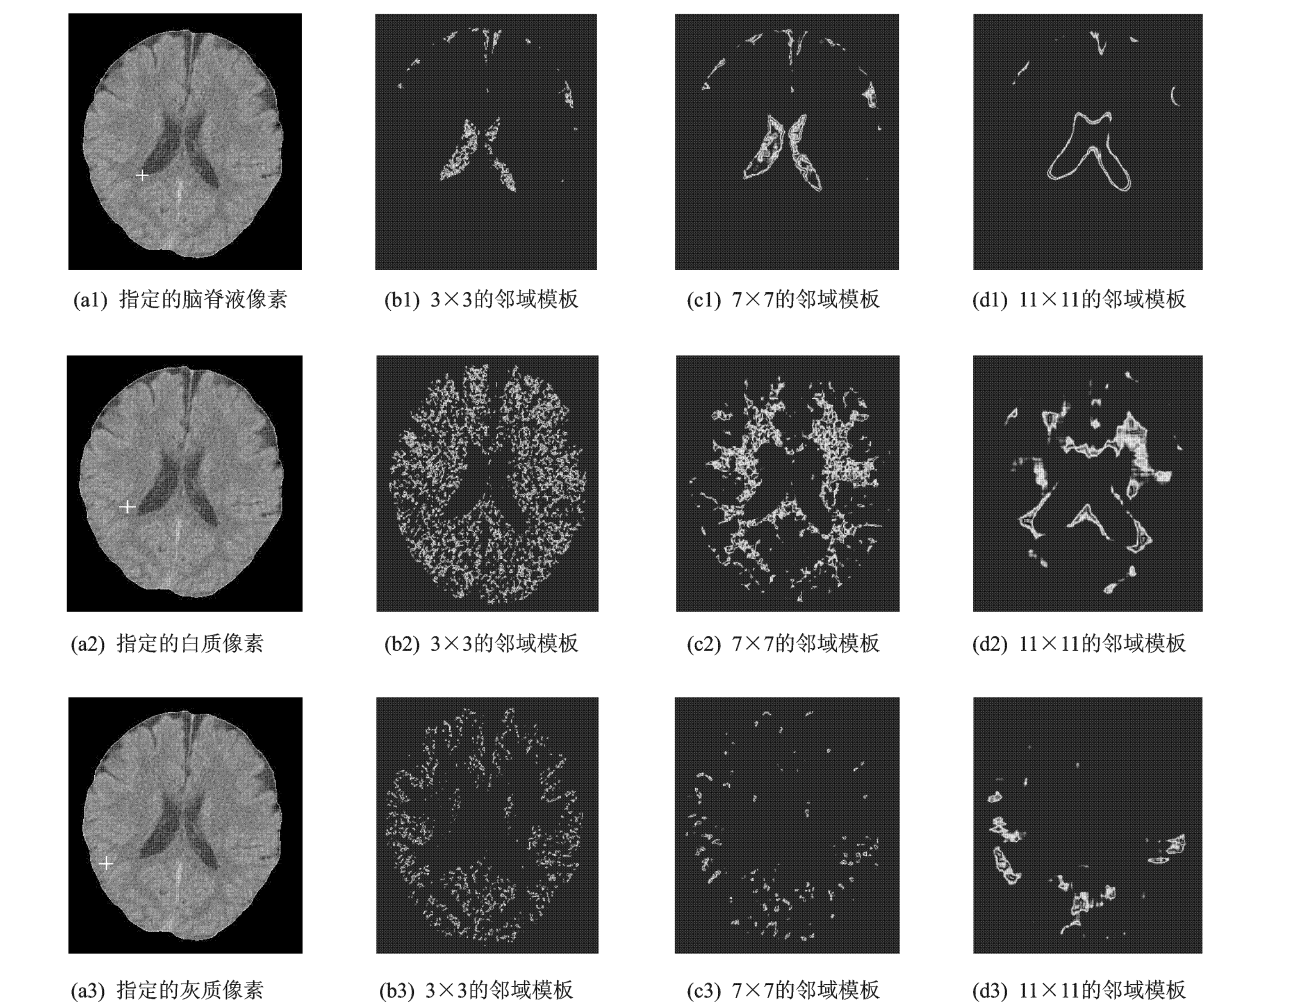 (a1) 指定的脑脊液像素
(b1) 3×3的邻域模板
(c1) 7×7的邻域模板
(d1) 11×11的邻域模板
(a2) 指定的白质像素
(b2) 3×3的邻域模板
(c2) 7×7的邻域模板
(d2) 11×11的邻域模板
(a3) 指定的灰质像素
(b3) 3×3的邻域模板
(c3) 7×7的邻域模板
(d3) 11×11的邻域模板